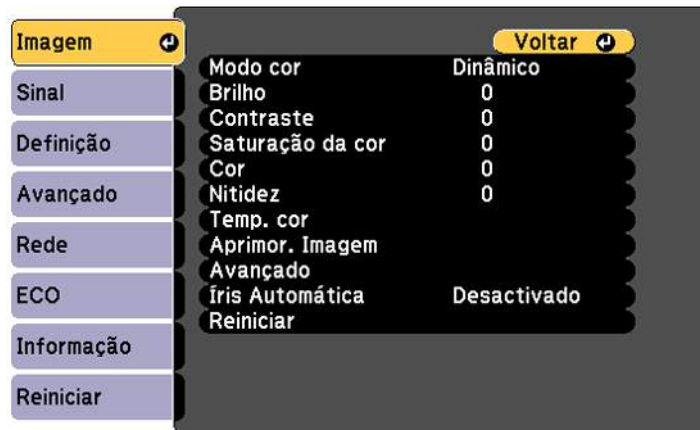 Imagem
Sinal
Definição
Avançado
Rede
ECO
Informação
Reiniciar
Voltar
Modo cor Dinâmico
Brilho 0
Contraste 0
Saturação da cor 0
Cor 0
Nitidez 0
Temp. cor
Aprimor. Imagem
Avançado
Íris Automática Desactivado
Reiniciar